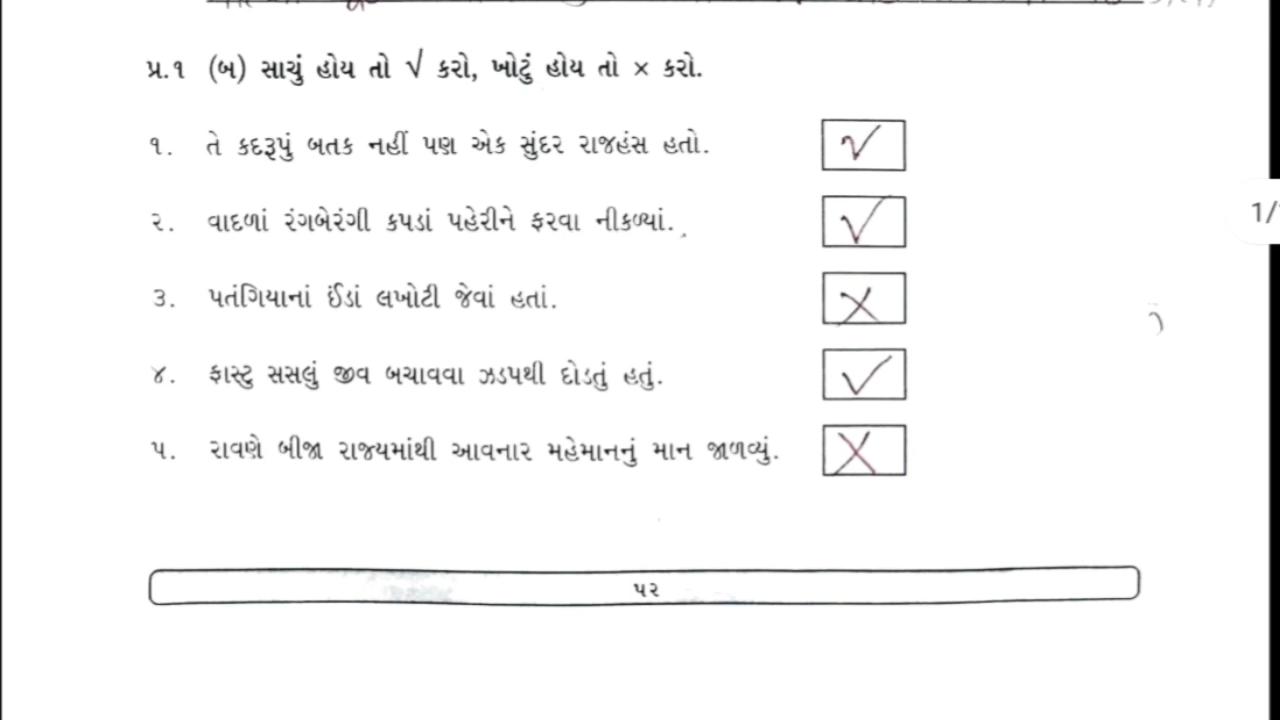 પ્ર.૧ (બ) સાચું હોય તો √ કરો, ખોટું હોય તો × કરો.
૧. તે કદરૂપું બતક નહીં પણ એક સુંદર રાજહંસ હતો. √
૨. વાદળાં રંગબેરંગી કપડાં પહેરીને ફરવા નીકળ્યાં. √
૩. પતંગિયાનાં ઈંડાં લખોટી જેવાં હતાં. ×
૪. ફાસ્ટુ સસલું જીવ બચાવવા ઝડપથી દોડતું હતું. √
૫. રાવણે બીજા રાજ્યમાંથી આવનાર મહેમાનનું માન જાળવ્યું. ×
૫૨